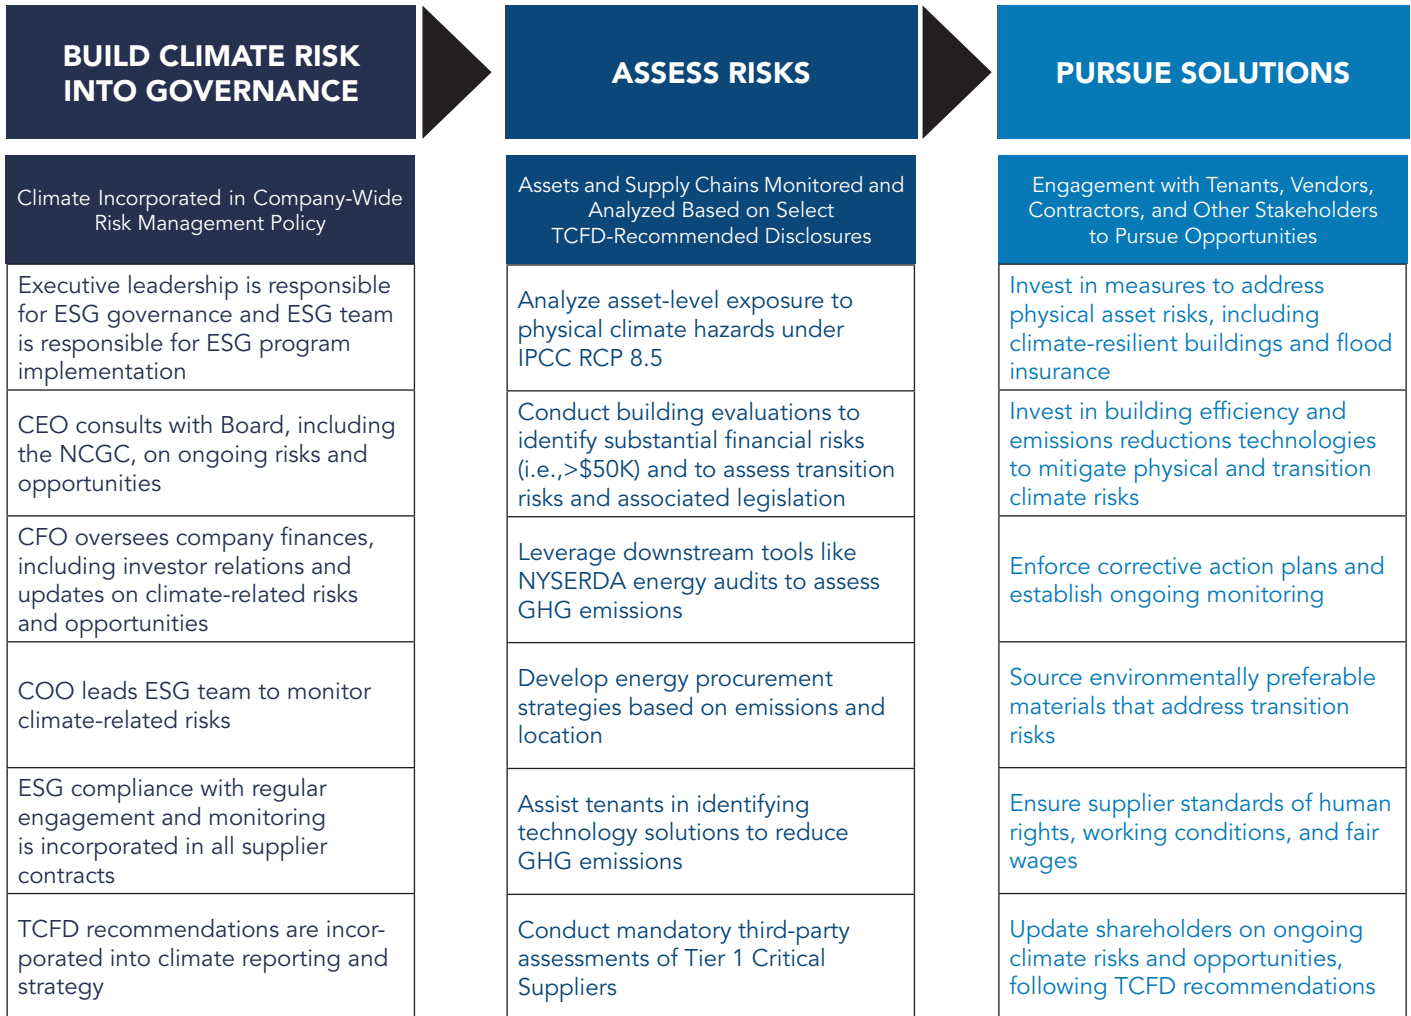 BUILD CLIMATE RISK
INTO GOVERNANCE
Climate Incorporated in Company-Wide
Risk Management Policy
Executive leadership is responsible
for ESG governance and ESG team
is responsible for ESG program
implementation
CEO consults with Board, including
the NCGC, on ongoing risks and
opportunities
CFO oversees company finances,
including investor relations and
updates on climate-related risks
and opportunities
COO leads ESG team to monitor
climate-related risks
ESG compliance with regular
engagement and monitoring
is incorporated in all supplier
contracts
TCFD recommendations are incor-
porated into climate reporting and
strategy
ASSESS RISKS
Assets and Supply Chains Monitored and
Analyzed Based on Select
TCFD-Recommended Disclosures
Analyze asset-level exposure to
physical climate hazards under
IPCC RCP 8.5
Conduct building evaluations to
identify substantial financial risks
(i.e.,>$50K) and to assess transition
risks and associated legislation
Leverage downstream tools like
NYSERDA energy audits to assess
GHG emissions
Develop energy procurement
strategies based on emissions and
location
Assist tenants in identifying
technology solutions to reduce
GHG emissions
Conduct mandatory third-party
assessments of Tier 1 Critical
Suppliers
PURSUE SOLUTIONS
Engagement with Tenants, Vendors,
Contractors, and Other Stakeholders
to Pursue Opportunities
Invest in measures to address
physical asset risks, including
climate-resilient buildings and flood
insurance
Invest in building efficiency and
emissions reductions technologies
to mitigate physical and transition
climate risks
Enforce corrective action plans and
establish ongoing monitoring
Source environmentally preferable
materials that address transition
risks
Ensure supplier standards of human
rights, working conditions, and fair
wages
Update shareholders on ongoing
climate risks and opportunities,
following TCFD recommendations